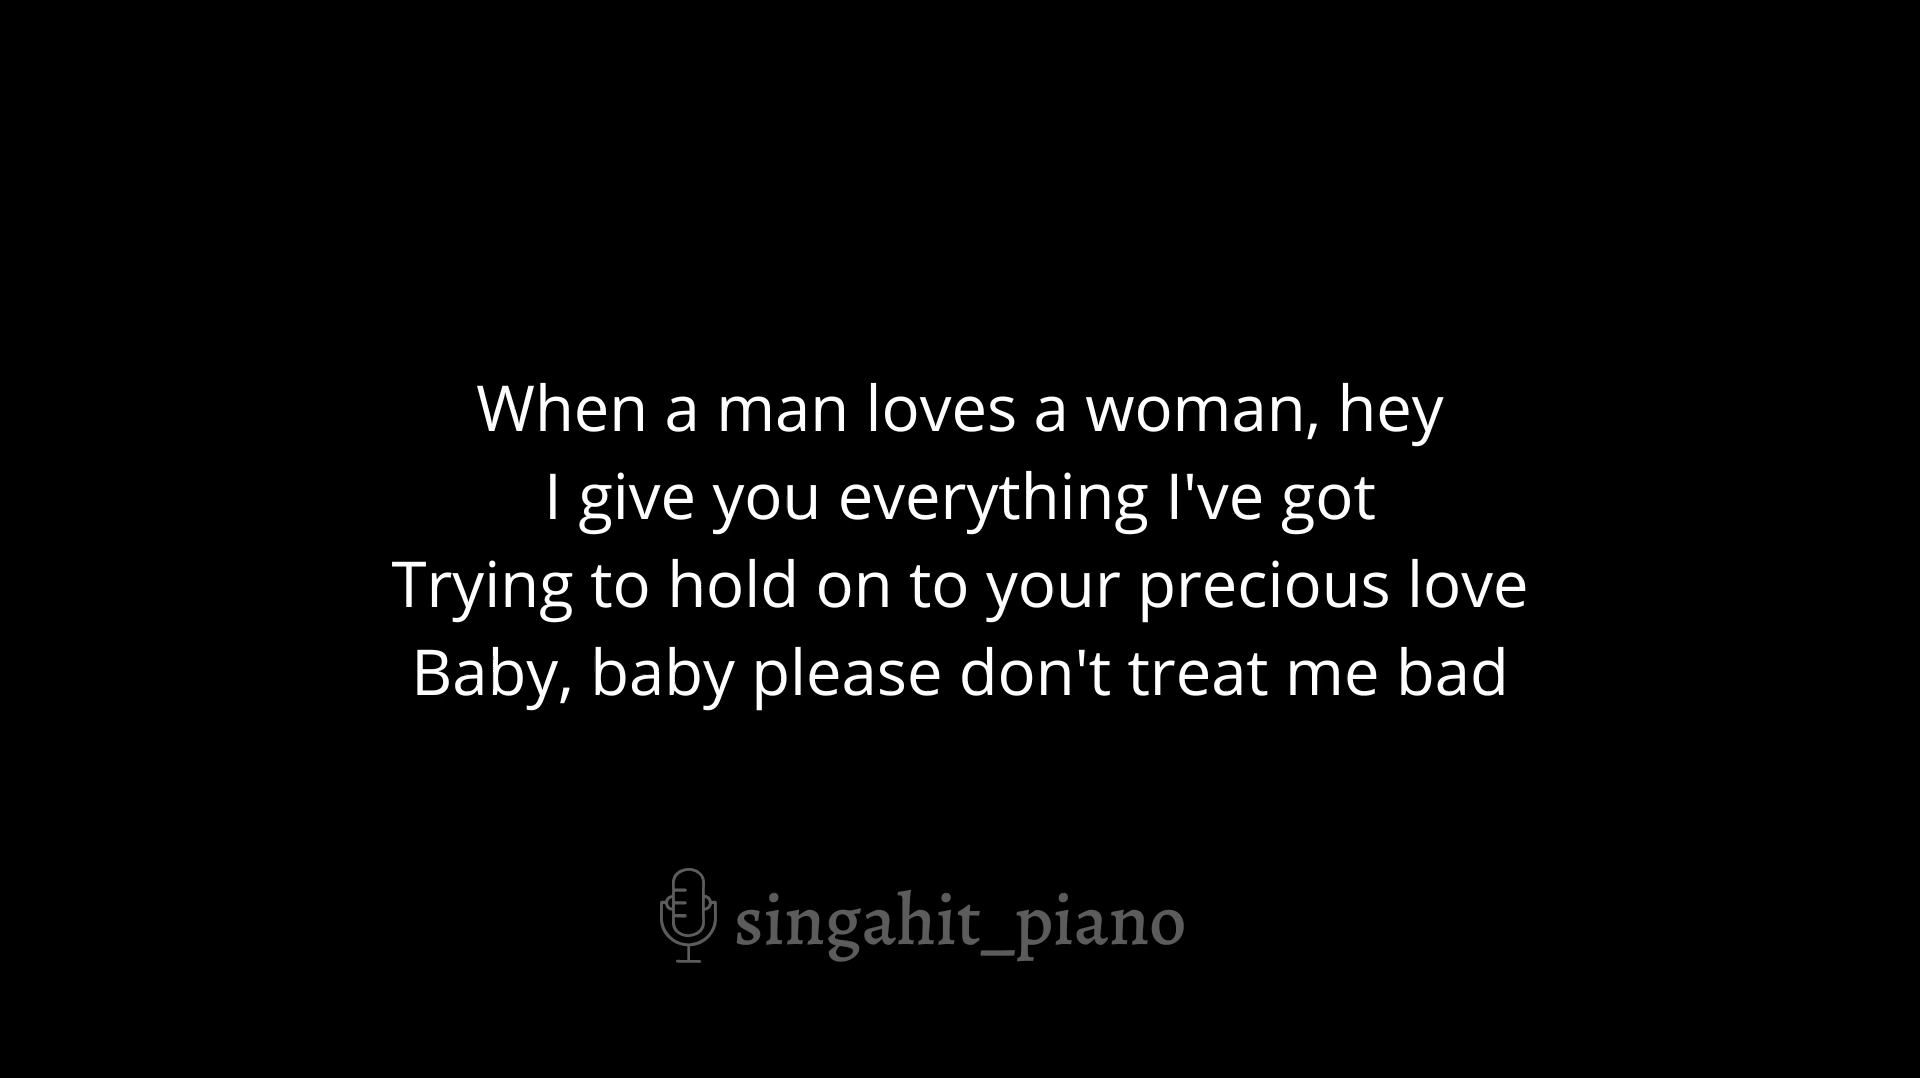 When a man loves a woman, hey
I give you everything I've got
Trying to hold on to your precious love
Baby, baby please don't treat me bad
singahit_piano